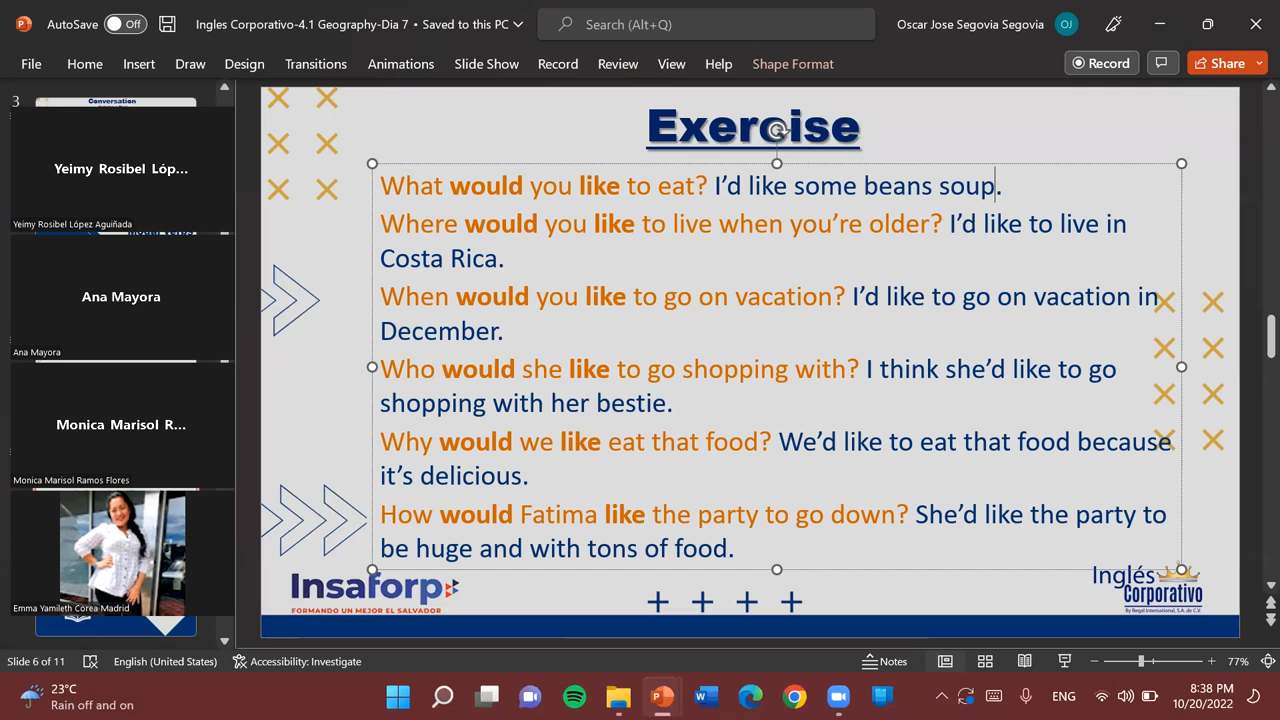 AutoSave Off Ingles Corporativo-4.1 Geography-Dia 7 • Saved to this PC Search (Alt+Q) Oscar Jose Segovia Segovia OJ
File Home Insert Draw Design Transitions Animations Slide Show Record Review View Help Shape Format Record Share
3
Conversation
Yeimy Rosibel Lóp...
Yeimy Rosibel López Aguiñada
Ana Mayora
Ana Mayora
Monica Marisol R...
Monica Marisol Ramos Flores
Emma Yamileth Corea Madrid
Exercise
What would you like to eat? I'd like some beans soup.
Where would you like to live when you're older? I'd like to live in
Costa Rica.
When would you like to go on vacation? I'd like to go on vacation in
December.
Who would she like to go shopping with? I think she'd like to go
shopping with her bestie.
Why would we like eat that food? We'd like to eat that food because
it's delicious.
How would Fatima like the party to go down? She'd like the party to
be huge and with tons of food.
Insaforp
FORMANDO UN MEJOR EL SALVADOR
Inglés
Corporativo
By Regal International, S.A. de C.V.
Slide 6 of 11 English (United States) Accessibility: Investigate Notes 77%
23°C
Rain off and on
ENG
8:38 PM
10/20/2022